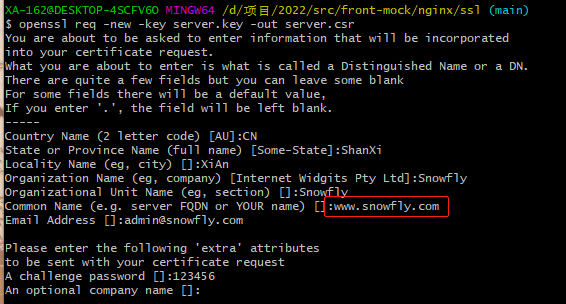 XA-162@DESKTOP-4SCFV6O MINGW64 /d/项目/2022/src/front-mock/nginx/ssl (main)
$ openssl req -new -key server.key -out server.csr
You are about to be asked to enter information that will be incorporated
into your certificate request.
What you are about to enter is what is called a Distinguished Name or a DN.
There are quite a few fields but you can leave some blank
For some fields there will be a default value,
If you enter '.', the field will be left blank.
-----
Country Name (2 letter code) [AU]:CN
State or Province Name (full name) [Some-State]:ShanXi
Locality Name (eg, city) []:XiAn
Organization Name (eg, company) [Internet Widgits Pty Ltd]:Snowfly
Organizational Unit Name (eg, section) []:Snowfly
Common Name (e.g. server FQDN or YOUR name) []:www.snowfly.com
Email Address []:admin@snowfly.com
Please enter the following 'extra' attributes
to be sent with your certificate request
A challenge password []:123456
An optional company name []: